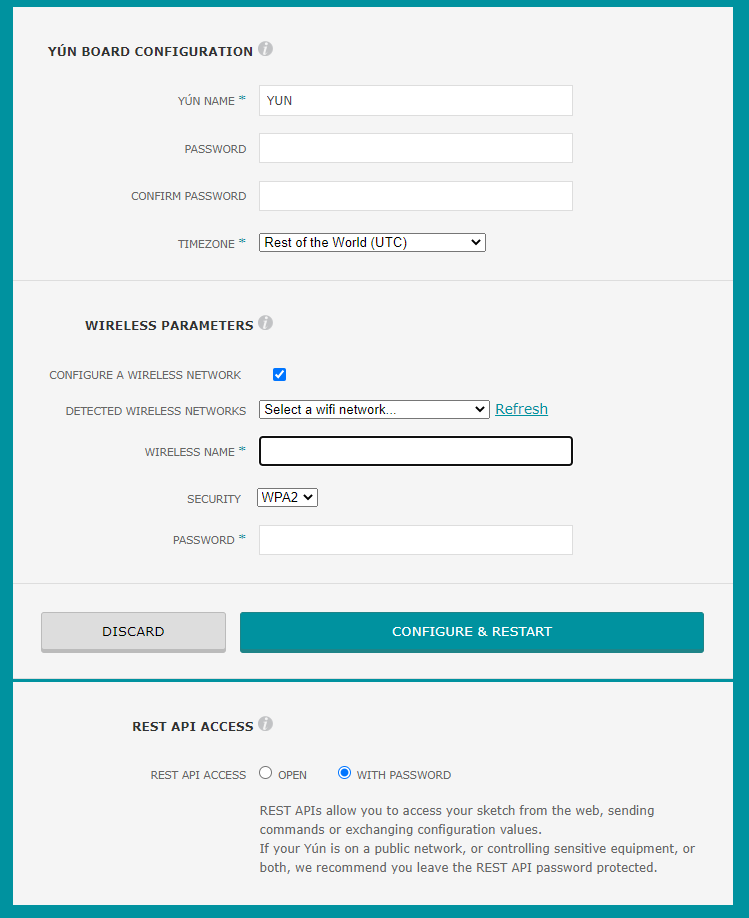 YÚN BOARD CONFIGURATION i
YÚN NAME * YUN
PASSWORD
CONFIRM PASSWORD
TIMEZONE * Rest of the World (UTC)
WIRELESS PARAMETERS i
CONFIGURE A WIRELESS NETWORK
DETECTED WIRELESS NETWORKS Select a wifi network... Refresh
WIRELESS NAME *
SECURITY WPA2
PASSWORD *
DISCARD CONFIGURE & RESTART
REST API ACCESS i
REST API ACCESS OPEN WITH PASSWORD
REST APIs allow you to access your sketch from the web, sending
commands or exchanging configuration values.
If your Yún is on a public network, or controlling sensitive equipment, or
both, we recommend you leave the REST API password protected.